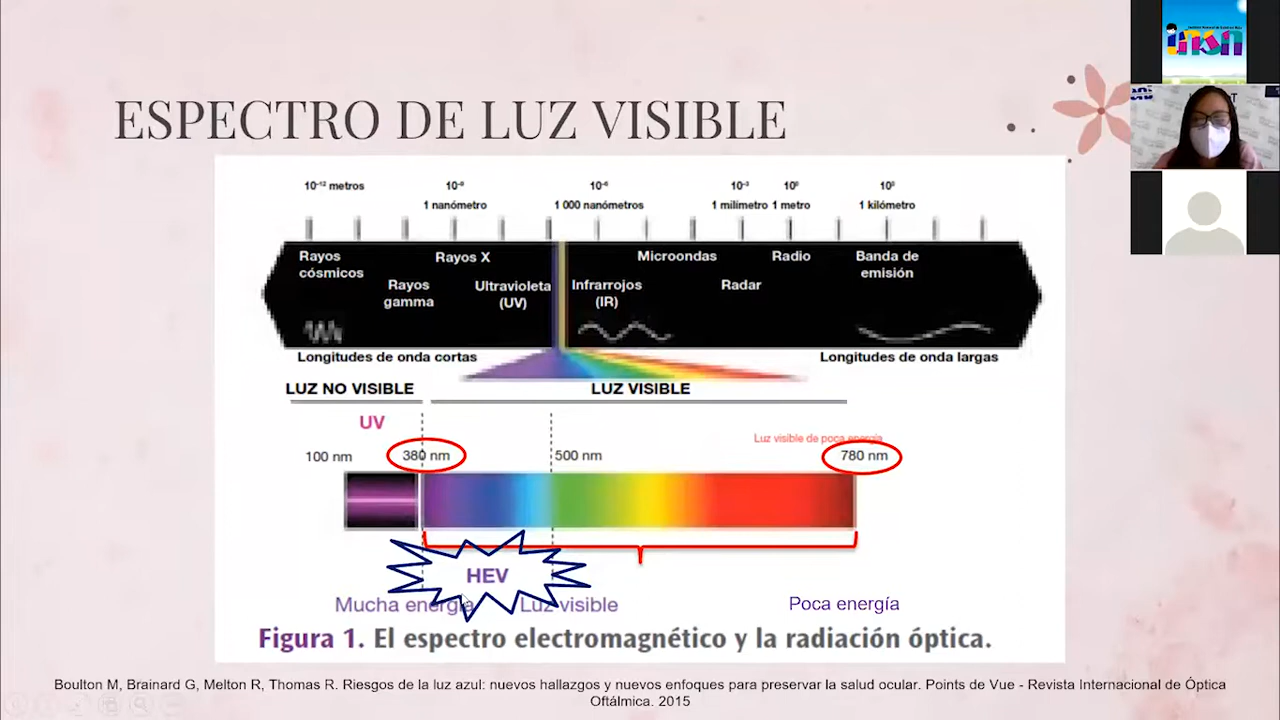 ESPECTRO DE LUZ VISIBLE
10⁻¹² metros
10⁻⁹
10⁻⁶
10⁻³
10⁰
10³
1 nanómetro
1 000 nanómetros
1 milímetro
1 metro
1 kilómetro
Rayos cósmicos
Rayos gamma
Rayos X
Ultravioleta (UV)
Infrarrojos (IR)
Microondas
Radar
Radio
Banda de emisión
Longitudes de onda cortas
Longitudes de onda largas
LUZ NO VISIBLE
LUZ VISIBLE
UV
Luz visible de poca energía
100 nm
380 nm
500 nm
780 nm
HEV
Mucha energía
Luz visible
Poca energía
Figura 1. El espectro electromagnético y la radiación óptica.
Boulton M, Brainard G, Melton R, Thomas R. Riesgos de la luz azul: nuevos hallazgos y nuevos enfoques para preservar la salud ocular. Points de Vue - Revista Internacional de Óptica
Oftálmica. 2015